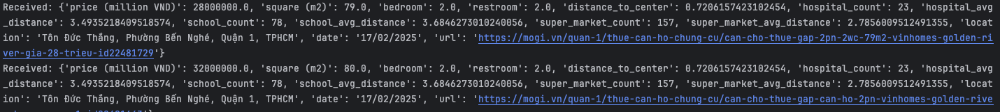 Received: {'price (million VND)': 28000000.0, 'square (m2)': 79.0, 'bedroom': 2.0, 'restroom': 2.0, 'distance_to_center': 0.7206157423102454, 'hospital_count': 23, 'hospital_avg
_distance': 3.4935218409518574, 'school_count': 78, 'school_avg_distance': 3.6846273010240056, 'super_market_count': 157, 'super_market_avg_distance': 2.7856009512491355, 'locat
ion': 'Tôn Đức Thắng, Phường Bến Nghé, Quận 1, TPHCM', 'date': '17/02/2025', 'url': 'https://mogi.vn/quan-1/thue-can-ho-chung-cu/can-cho-thue-gap-2pn-2wc-79m2-vinhomes-golden-ri
ver-gia-28-trieu-id22481729'}
Received: {'price (million VND)': 32000000.0, 'square (m2)': 80.0, 'bedroom': 2.0, 'restroom': 2.0, 'distance_to_center': 0.7206157423102454, 'hospital_count': 23, 'hospital_avg
_distance': 3.4935218409518574, 'school_count': 78, 'school_avg_distance': 3.6846273010240056, 'super_market_count': 157, 'super_market_avg_distance': 2.7856009512491355, 'locat
ion': 'Tôn Đức Thắng, Phường Bến Nghé, Quận 1, TPHCM', 'date': '17/02/2025', 'url': 'https://mogi.vn/quan-1/thue-can-ho-chung-cu/can-cho-thue-gap-can-ho-2pn-vinhomes-golden-rive